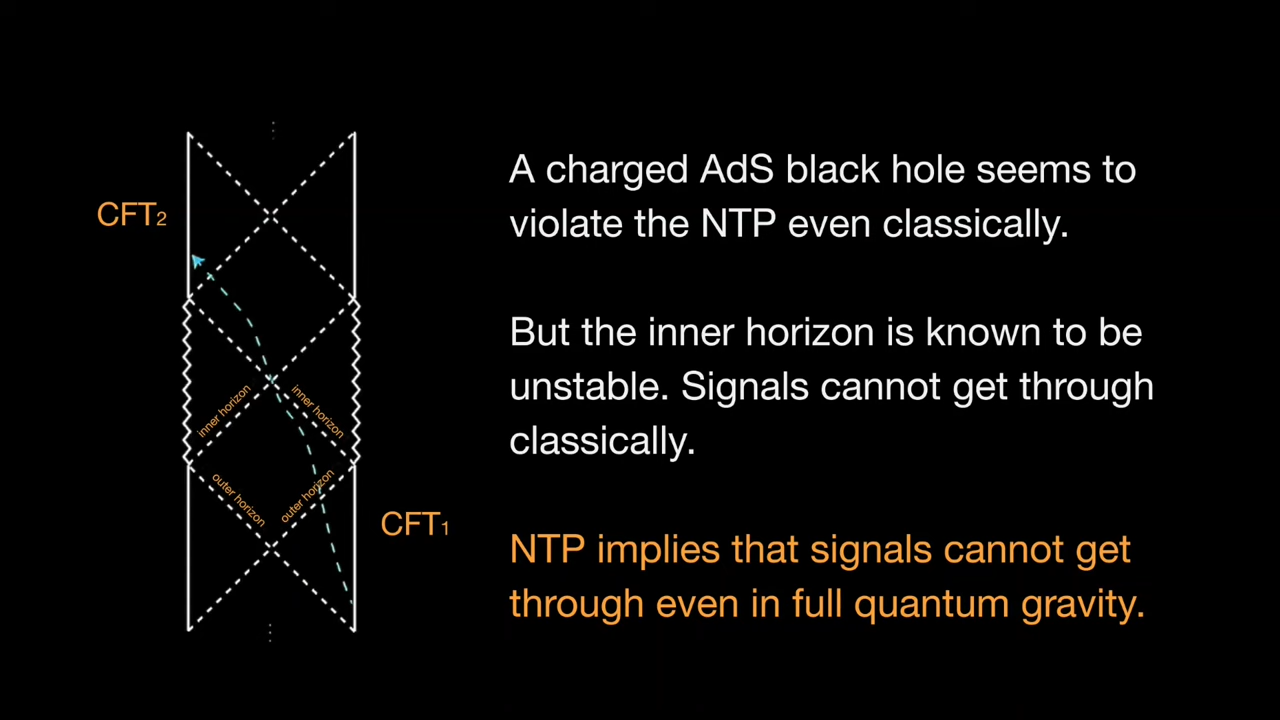 CFT2
inner horizon
inner horizon
outer horizon
outer horizon
CFT1
A charged AdS black hole seems to
violate the NTP even classically.
But the inner horizon is known to be
unstable. Signals cannot get through
classically.
NTP implies that signals cannot get
through even in full quantum gravity.